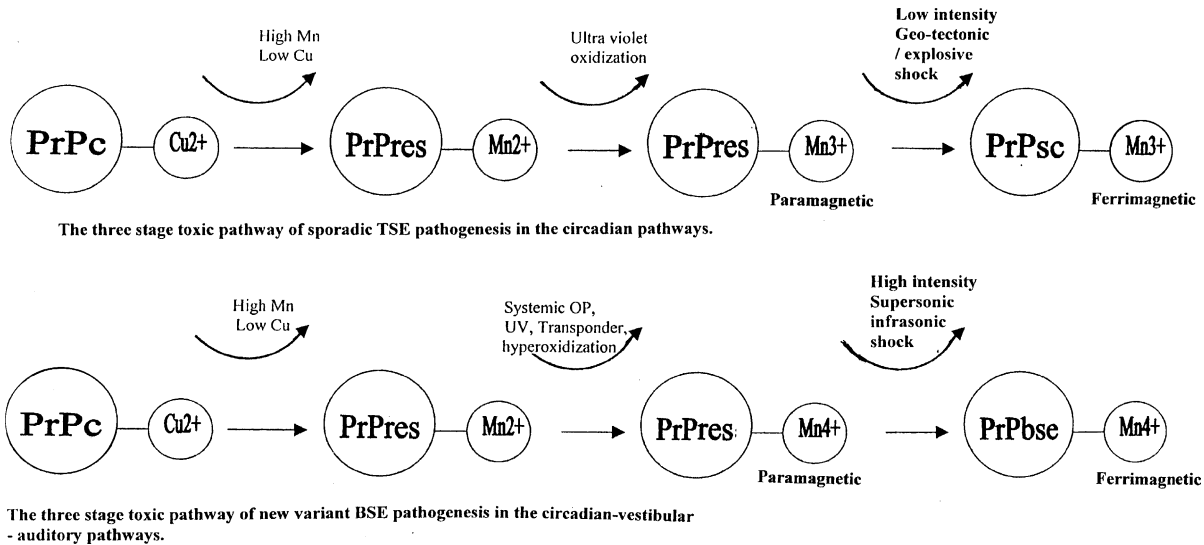 High Mn
Low Cu
Ultra violet
oxidization
Low intensity
Geo-tectonic
/ explosive
shock
PrPc
Cu2+
PrPres
Mn2+
PrPres
Mn3+
PrPsc
Mn3+
Paramagnetic
Ferrimagnetic
The three stage toxic pathway of sporadic TSE pathogenesis in the circadian pathways.
High Mn
Low Cu
Systemic OP,
UV, Transponder,
hyperoxidization
High intensity
Supersonic
infrasonic
shock
PrPc
Cu2+
PrPres
Mn2+
PrPres
Mn4+
PrPbse
Mn4+
Paramagnetic
Ferrimagnetic
The three stage toxic pathway of new variant BSE pathogenesis in the circadian-vestibular
- auditory pathways.